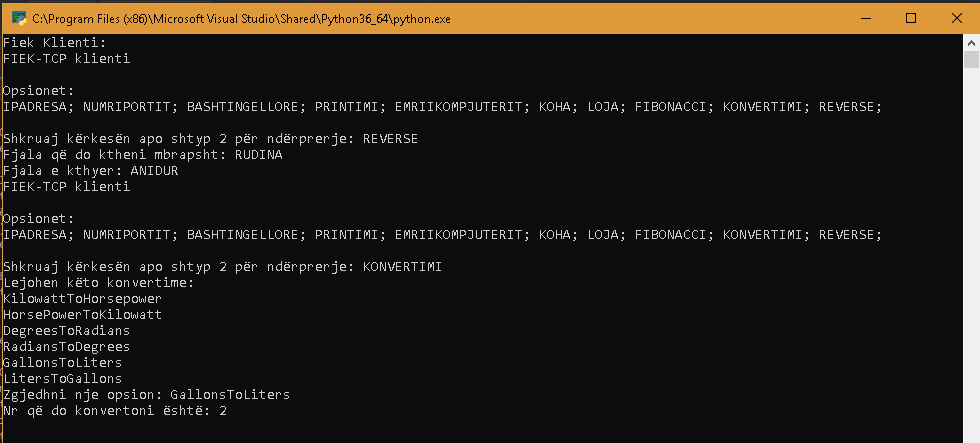 C:\Program Files (x86)\Microsoft Visual Studio\Shared\Python36_64\python.exe
Fiek Klienti:
FIEK-TCP klienti
Opsionet:
IPADRESA; NUMRIPORTIT; BASHTINGELLORE; PRINTIMI; EMRIIKOMPJUTERIT; KOHA; LOJA; FIBONACCI; KONVERTIMI; REVERSE;
Shkruaj kërkesën apo shtyp 2 për ndërprerje: REVERSE
Fjala që do ktheni mbrapsht: RUDINA
Fjala e kthyer: ANIDUR
FIEK-TCP klienti
Opsionet:
IPADRESA; NUMRIPORTIT; BASHTINGELLORE; PRINTIMI; EMRIIKOMPJUTERIT; KOHA; LOJA; FIBONACCI; KONVERTIMI; REVERSE;
Shkruaj kërkesën apo shtyp 2 për ndërprerje: KONVERTIMI
Lejohen këto konvertime:
KilowattToHorsepower
HorsePowerToKilowatt
DegreesToRadians
RadiansToDegrees
GallonsToLiters
LitersToGallons
Zgjedhni nje opsion: GallonsToLiters
Nr që do konvertoni është: 2